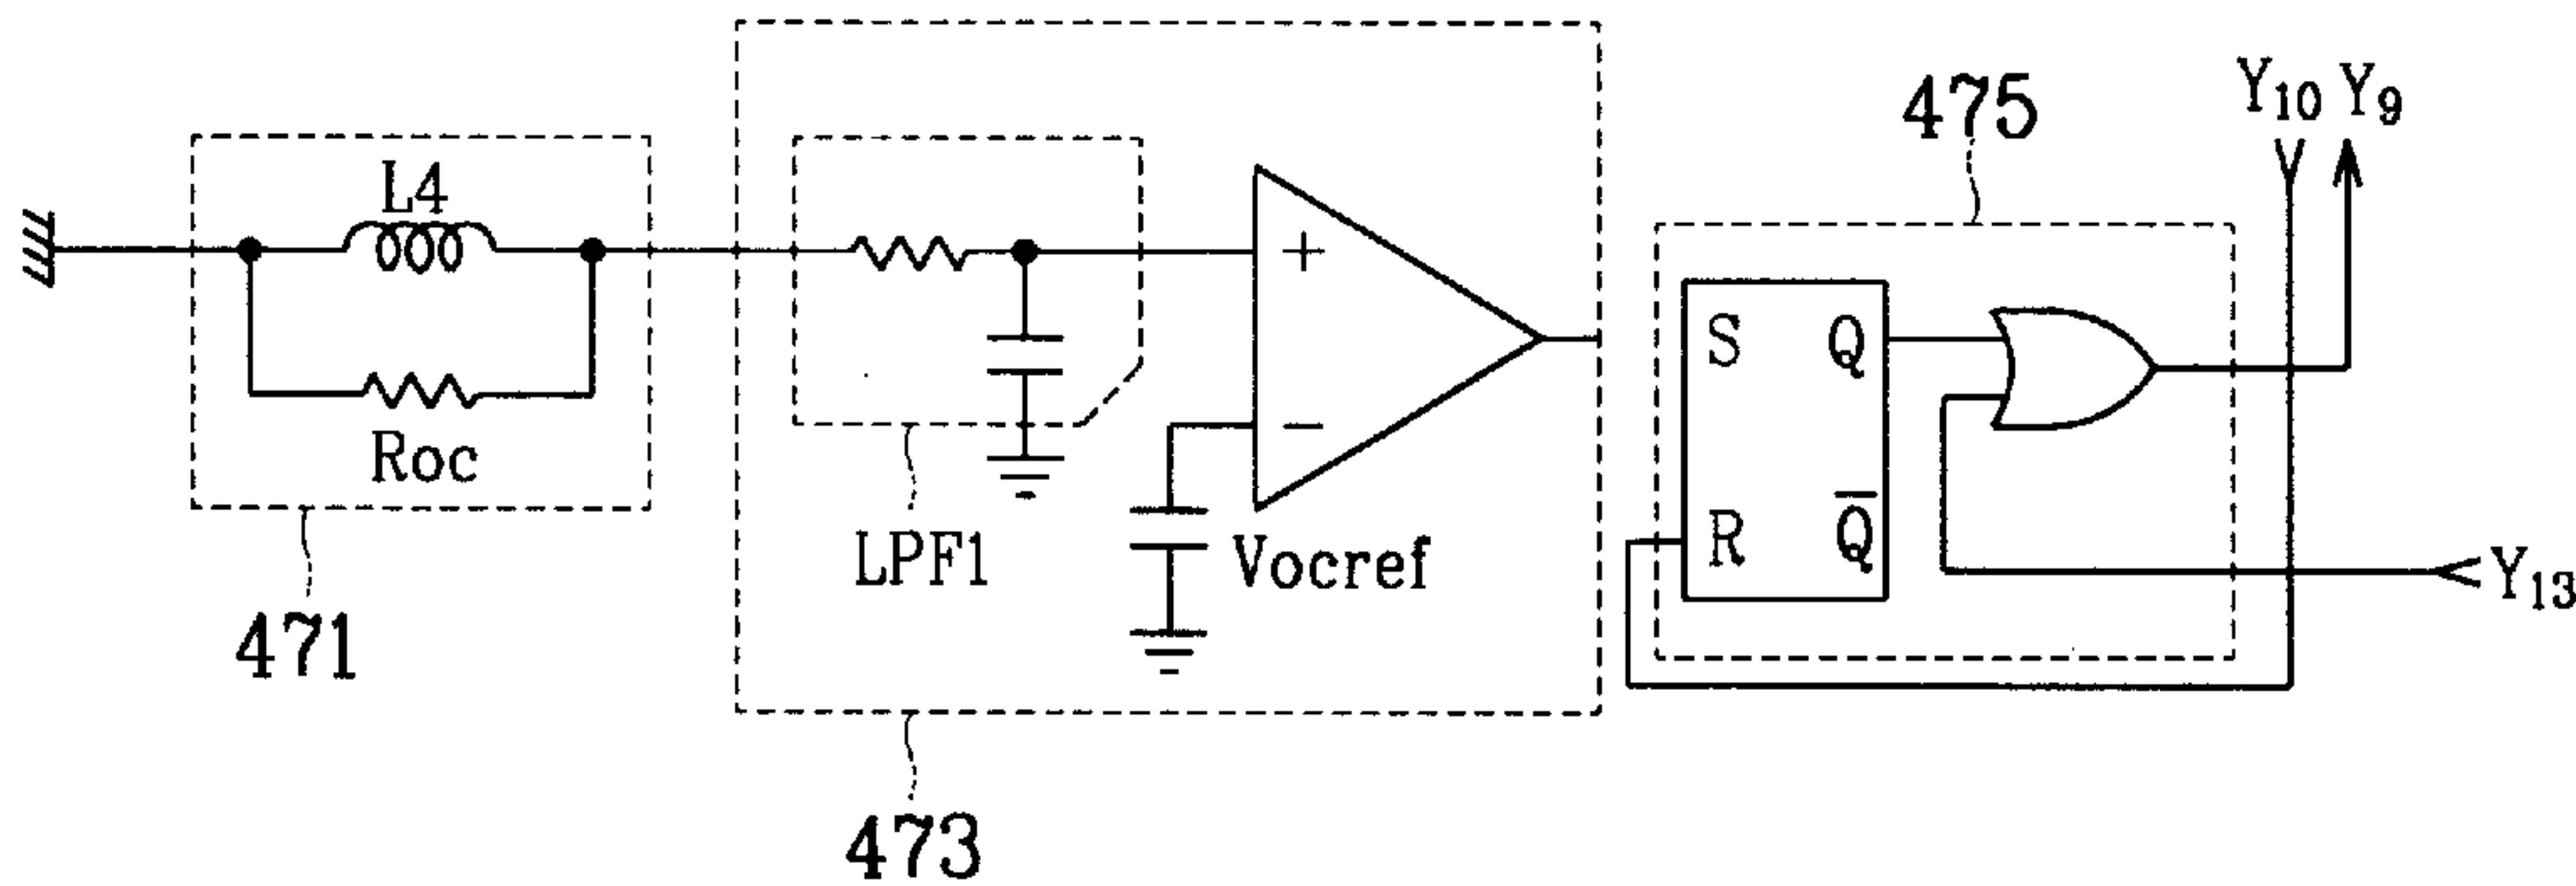 Y10 Y9
475
L4
+
S Q
Roc
−
LPF1
Vocref
R Q̅
Y13
471
473